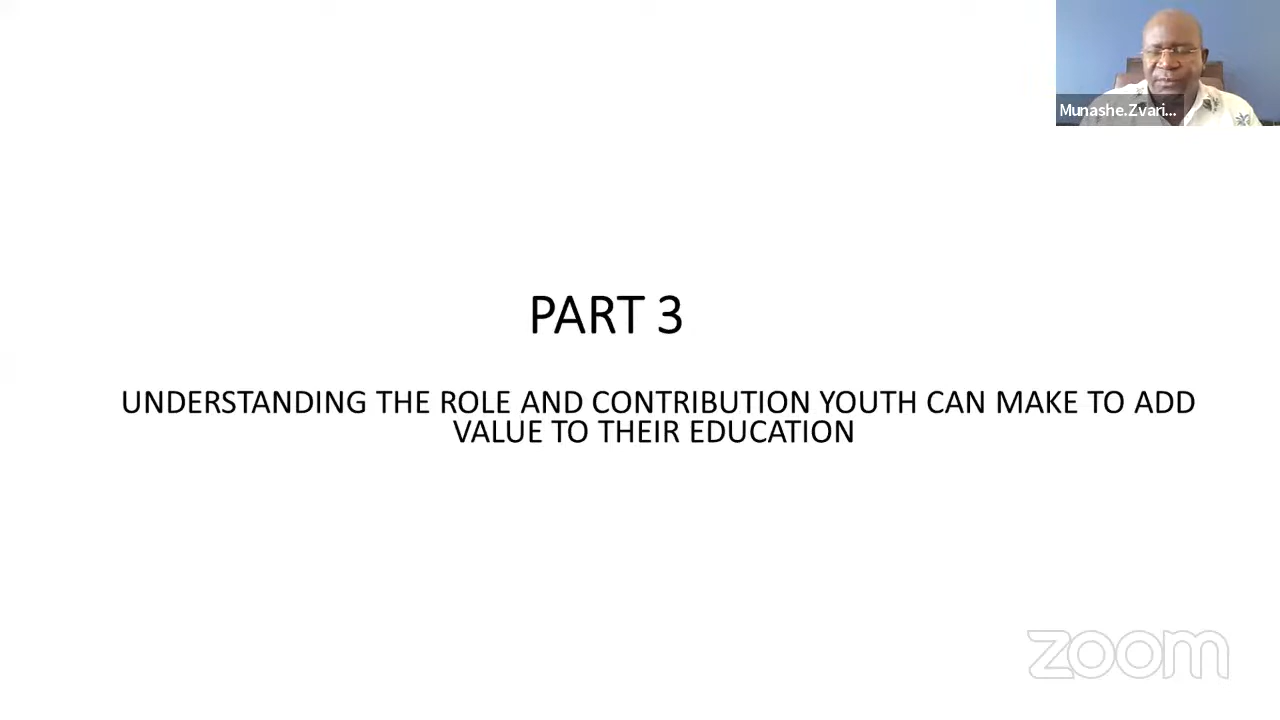 Munashe.Zvari...
PART 3
UNDERSTANDING THE ROLE AND CONTRIBUTION YOUTH CAN MAKE TO ADD
VALUE TO THEIR EDUCATION
zoom